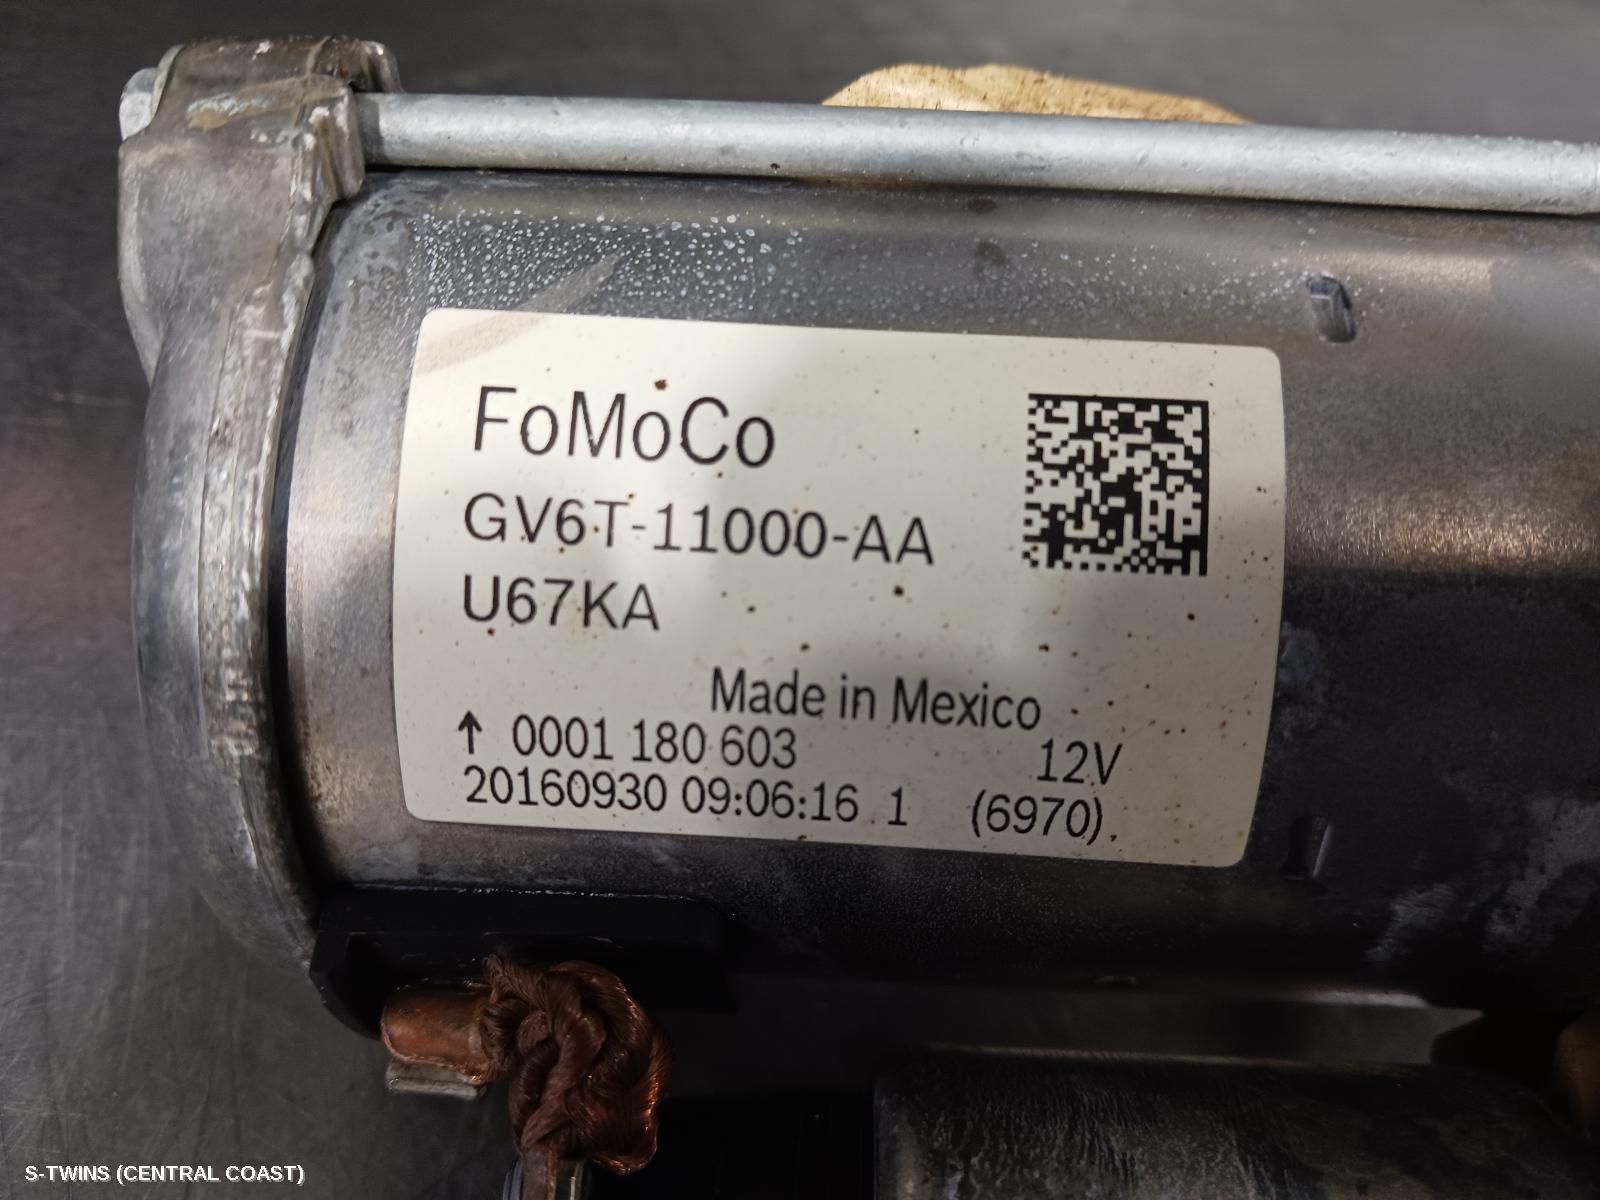 FoMoCo
GV6T-11000-AA
U67KA
Made in Mexico
↑ 0001 180 603 12V
20160930 09:06:16 1 (6970)
S-TWINS (CENTRAL COAST)